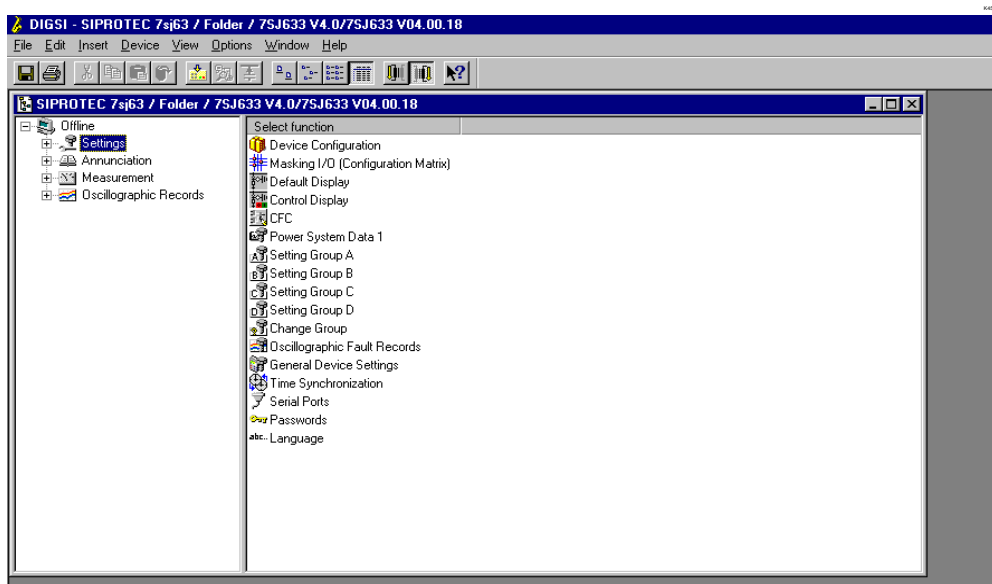 DIGSI - SIPROTEC 7sj63 / Folder / 7SJ633 V4.0/7SJ633 V04.00.18
File Edit Insert Device View Options Window Help
SIPROTEC 7sj63 / Folder / 7SJ633 V4.0/7SJ633 V04.00.18
Offline
Settings
Annunciation
Measurement
Oscillographic Records
Select function
Device Configuration
Masking I/O (Configuration Matrix)
Default Display
Control Display
CFC
Power System Data 1
Setting Group A
Setting Group B
Setting Group C
Setting Group D
Change Group
Oscillographic Fault Records
General Device Settings
Time Synchronization
Serial Ports
Passwords
abc.. Language